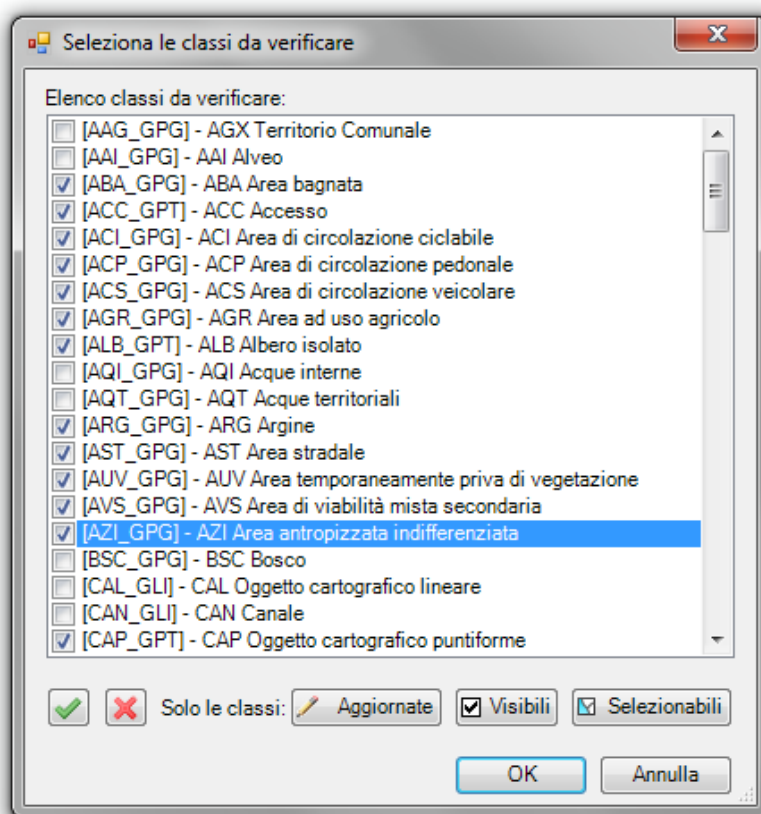 Seleziona le classi da verificare
Elenco classi da verificare:
[AAG_GPG] - AGX Territorio Comunale
[AAI_GPG] - AAI Alveo
[ABA_GPG] - ABA Area bagnata
[ACC_GPT] - ACC Accesso
[ACI_GPG] - ACI Area di circolazione ciclabile
[ACP_GPG] - ACP Area di circolazione pedonale
[ACS_GPG] - ACS Area di circolazione veicolare
[AGR_GPG] - AGR Area ad uso agricolo
[ALB_GPT] - ALB Albero isolato
[AQI_GPG] - AQI Acque interne
[AQT_GPG] - AQT Acque territoriali
[ARG_GPG] - ARG Argine
[AST_GPG] - AST Area stradale
[AUV_GPG] - AUV Area temporaneamente priva di vegetazione
[AVS_GPG] - AVS Area di viabilità mista secondaria
[AZI_GPG] - AZI Area antropizzata indifferenziata
[BSC_GPG] - BSC Bosco
[CAL_GLI] - CAL Oggetto cartografico lineare
[CAN_GLI] - CAN Canale
[CAP_GPT] - CAP Oggetto cartografico puntiforme
Solo le classi: Aggiornate Visibili Selezionabili
OK Annulla